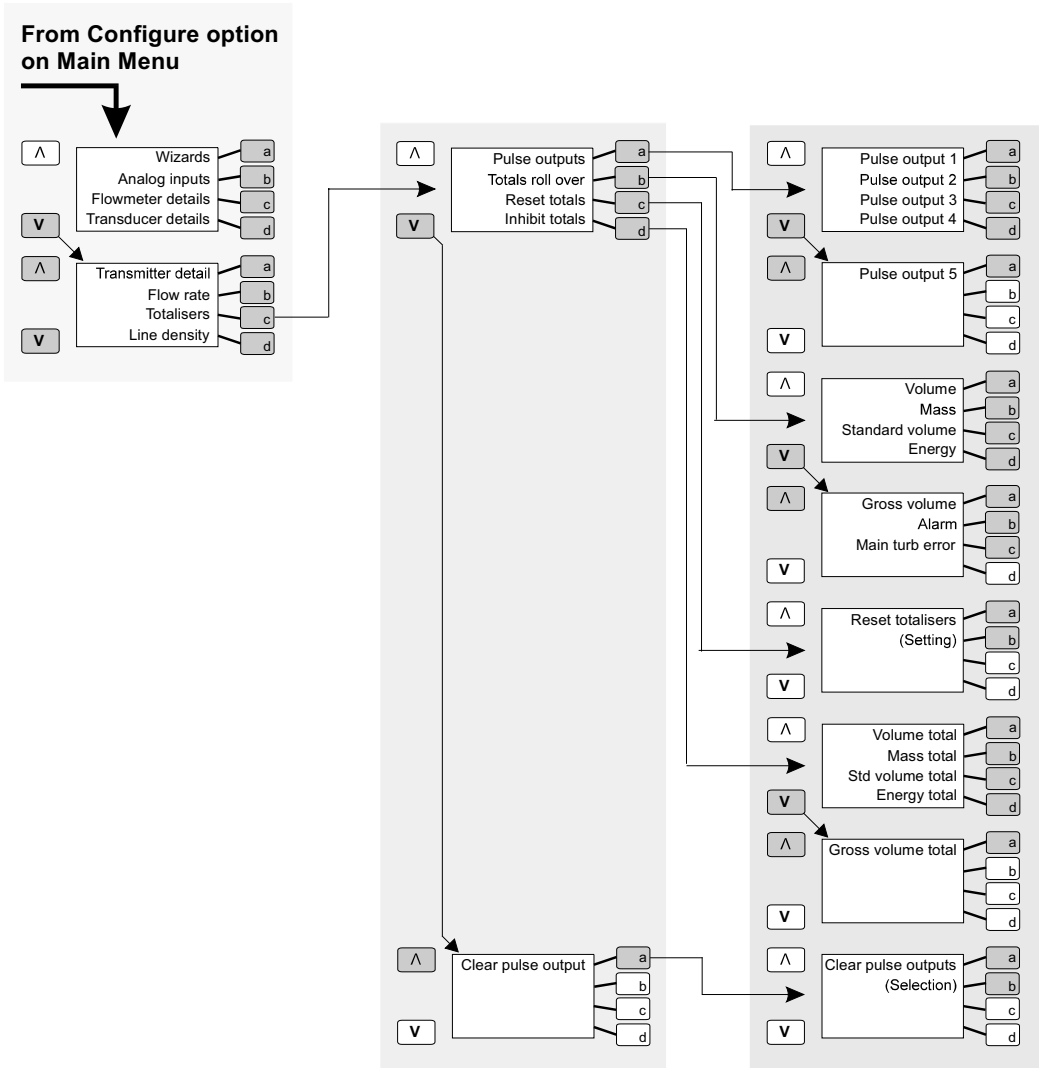 From Configure option
on Main Menu
Λ
Wizards a
Analog inputs b
Flowmeter details c
Transducer details d
V
Λ
Transmitter detail a
Flow rate b
Totalisers c
Line density d
V
Λ
Pulse outputs a
Totals roll over b
Reset totals c
Inhibit totals d
V
Λ
Clear pulse output a
b
c
d
V
Λ
Pulse output 1 a
Pulse output 2 b
Pulse output 3 c
Pulse output 4 d
V
Λ
Pulse output 5 a
b
c
d
V
Λ
Volume a
Mass b
Standard volume c
Energy d
V
Λ
Gross volume a
Alarm b
Main turb error c
d
V
Λ
Reset totalisers a
(Setting) b
c
d
V
Λ
Volume total a
Mass total b
Std volume total c
Energy total d
V
Λ
Gross volume total a
b
c
d
V
Λ
Clear pulse outputs a
(Selection) b
c
d
V